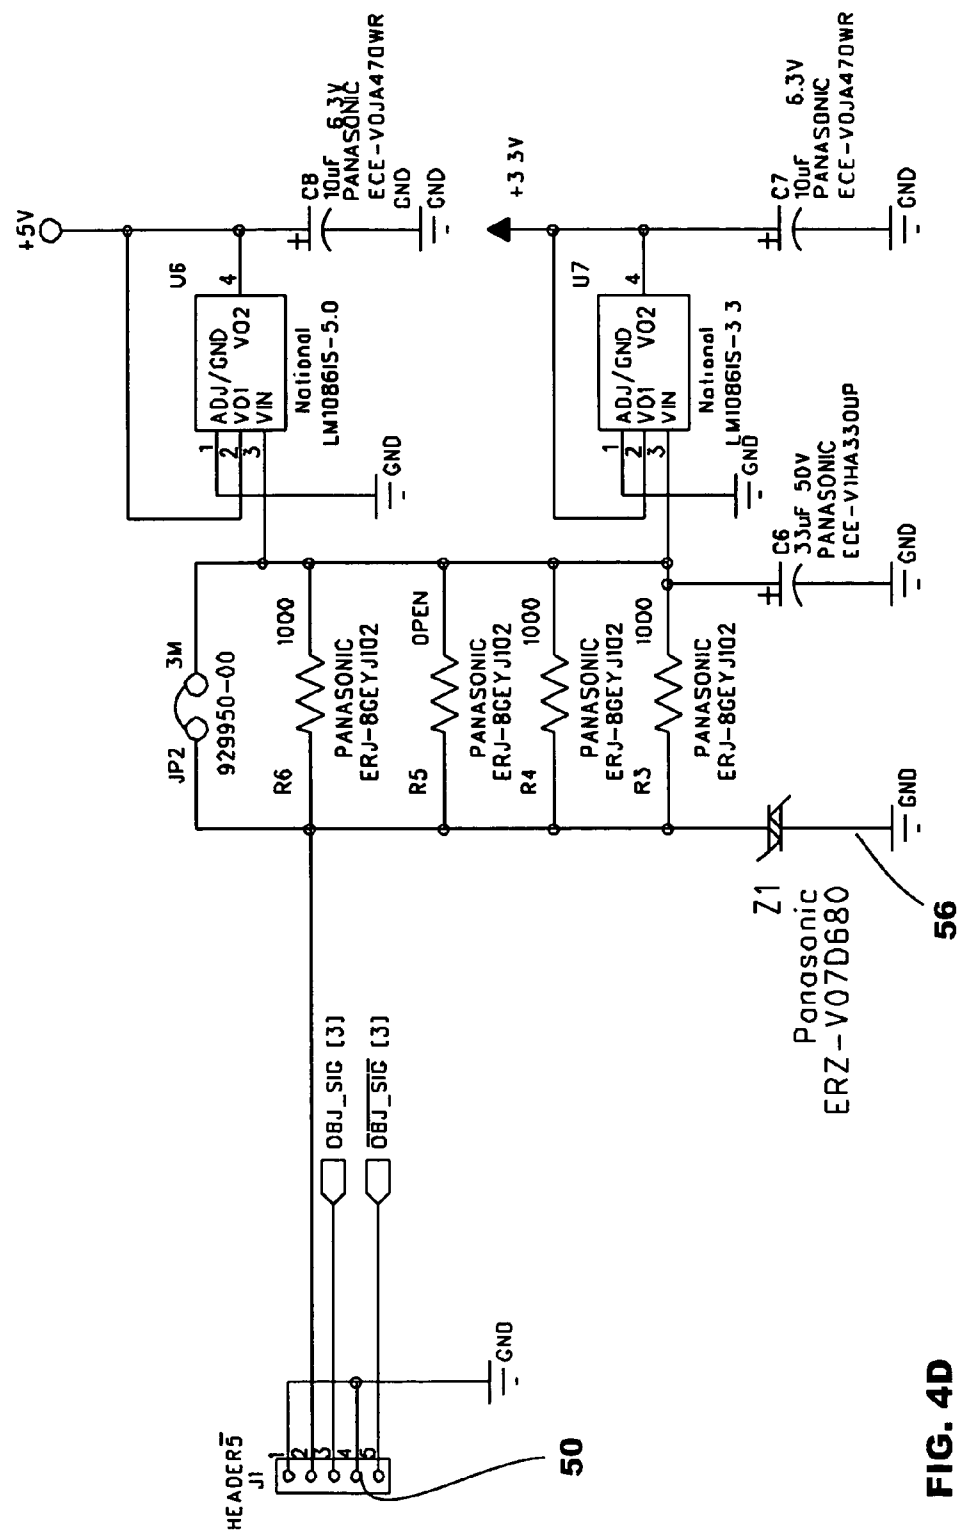 HEADER5
J1
1
2
3
4
5
50
GND
OBJ_SIG [3]
OBJ_SIG [3]
JP2
3M
929950-00
R6
1000
PANASONIC
ERJ-8GEYJ102
R5
OPEN
PANASONIC
ERJ-8GEYJ102
R4
1000
PANASONIC
ERJ-8GEYJ102
R3
1000
PANASONIC
ERJ-8GEYJ102
Z1
Panasonic
ERZ-V07D680
56
GND
+5V
U6
1
2
3
4
ADJ/GND
VO1
VO2
VIN
National
LM1086IS-5.0
GND
C8
10uF 6.3V
PANASONIC
ECE-V0JA470WR
GND
GND
+3 3V
U7
1
2
3
4
ADJ/GND
VO1
VO2
VIN
National
LM1086IS-3 3
GND
C6
33uF 50V
PANASONIC
ECE-V1HA330UP
GND
C7
10uF 6.3V
PANASONIC
ECE-V0JA470WR
GND
FIG. 4D